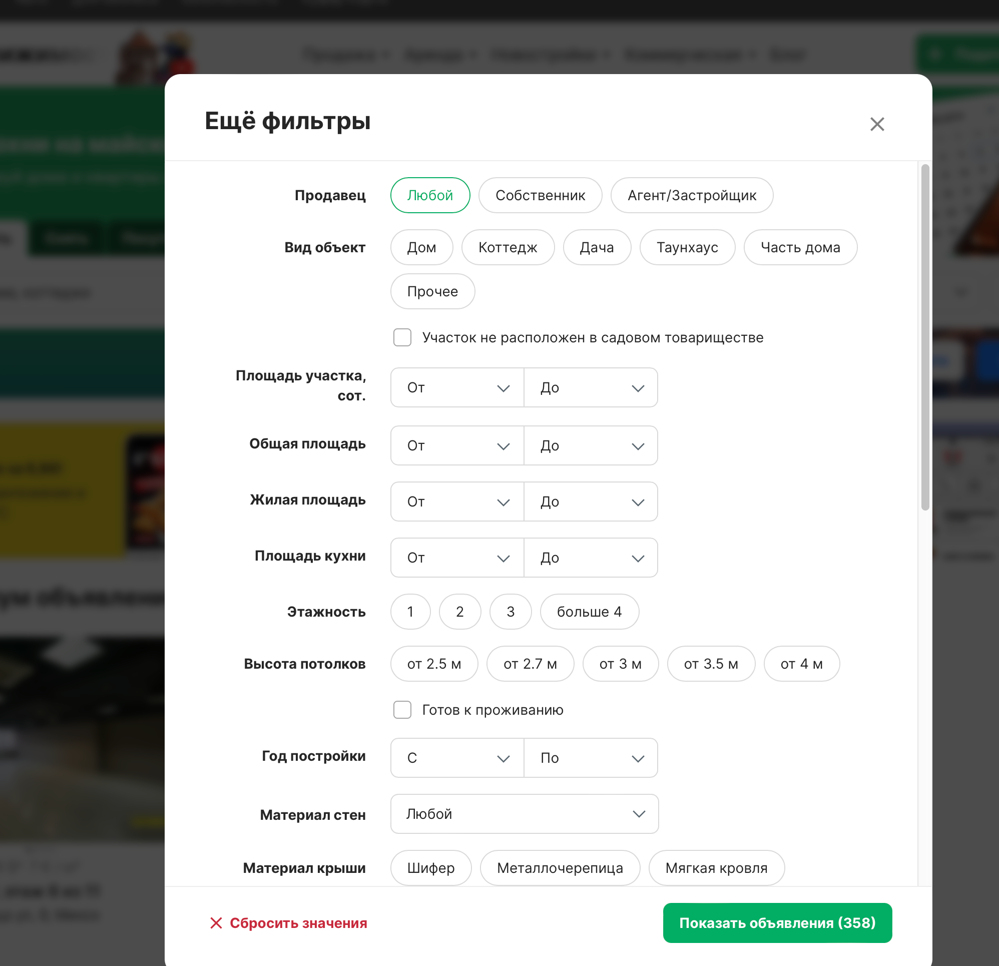 Ещё фильтры
Продавец
Любой Собственник Агент/Застройщик
Вид объект
Дом Коттедж Дача Таунхаус Часть дома
Прочее
Участок не расположен в садовом товариществе
Площадь участка,
сот.
От До
Общая площадь
От До
Жилая площадь
От До
Площадь кухни
От До
Этажность
1 2 3 больше 4
Высота потолков
от 2.5 м от 2.7 м от 3 м от 3.5 м от 4 м
Готов к проживанию
Год постройки
С По
Материал стен
Любой
Материал крыши
Шифер Металлочерепица Мягкая кровля
Сбросить значения
Показать объявления (358)